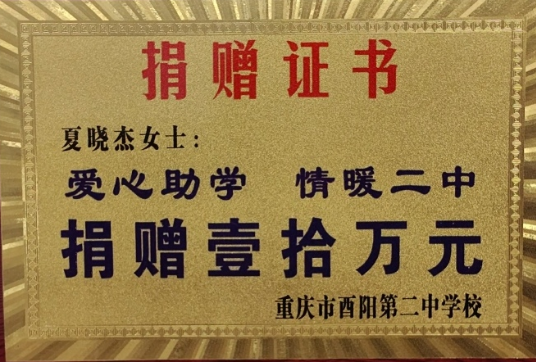 捐赠证书
夏晓杰女士：
爱心助学 情暖二中
捐赠壹拾万元
重庆市酉阳第二中学校